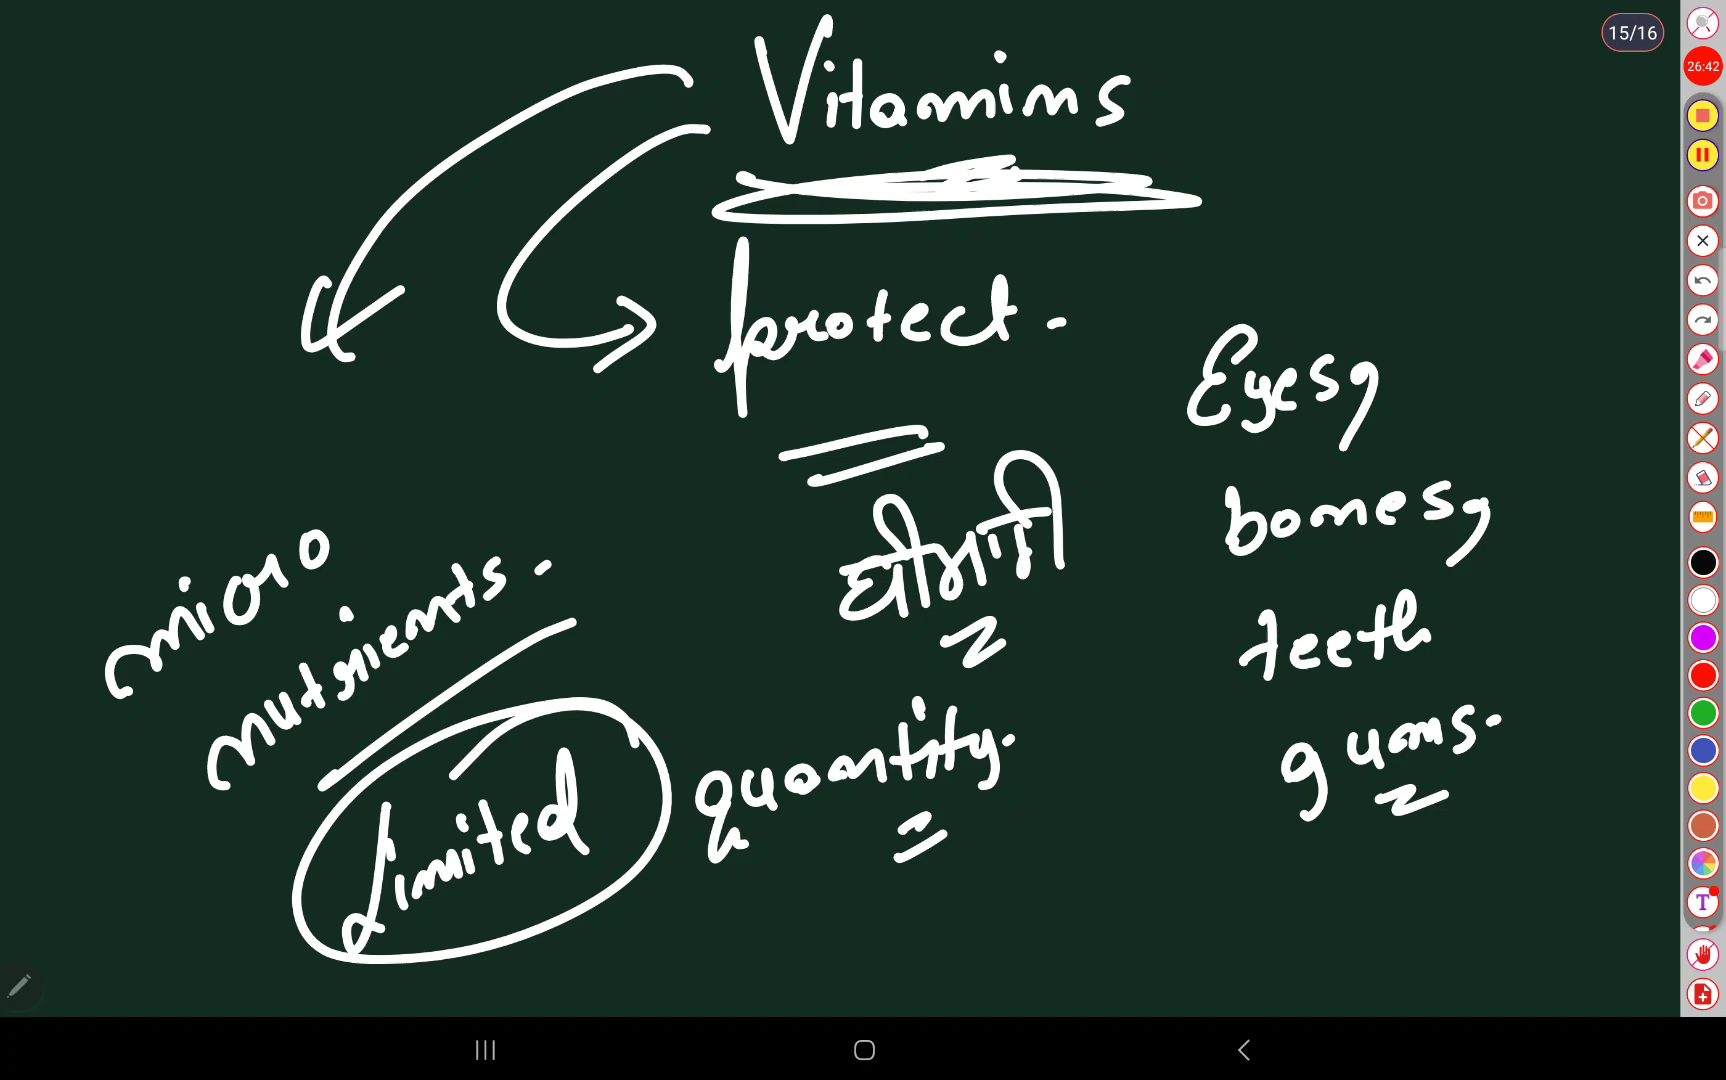 15/16
26:42
Vitamins
protect.
Eyes,
bones,
teeth
gums.
बीमारी
micro
nutrients.
Limited quantity.
T